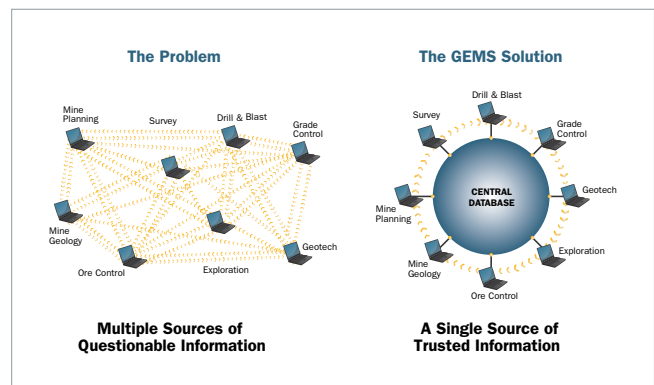 The Problem
Mine
Planning
Survey
Drill & Blast
Grade
Control
Mine
Geology
Ore Control
Exploration
Geotech
Multiple Sources of
Questionable Information
The GEMS Solution
Drill & Blast
Survey
Grade
Control
CENTRAL
DATABASE
Geotech
Mine
Planning
Exploration
Mine
Geology
Ore Control
A Single Source of
Trusted Information